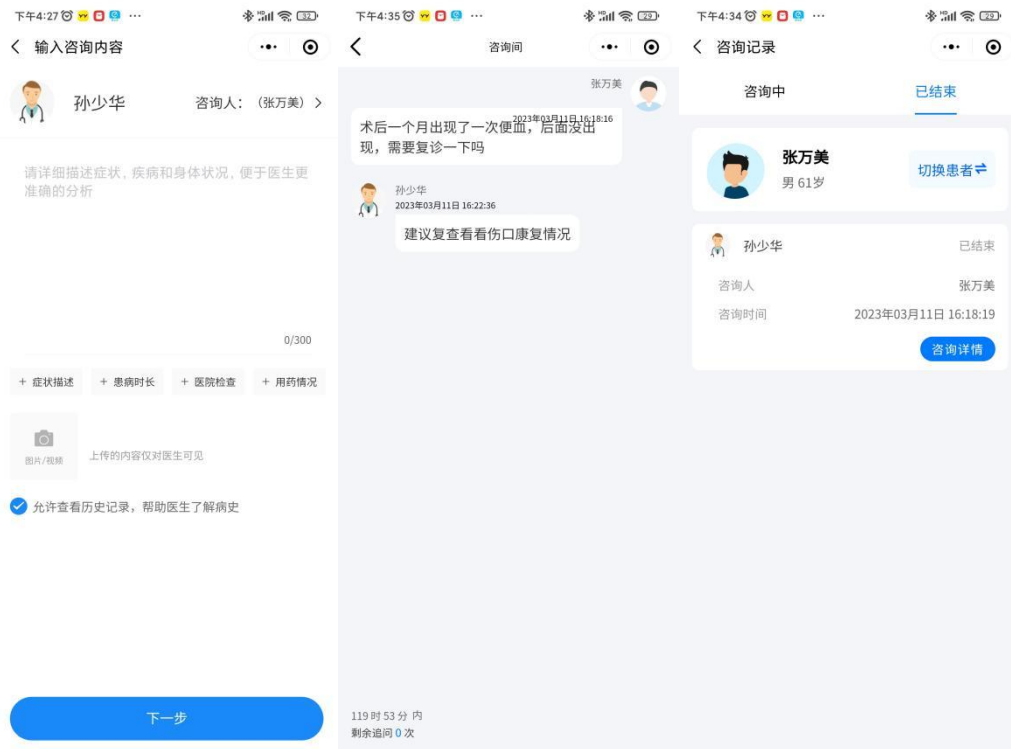 下午4:27
HD
32
输入咨询内容
孙少华
咨询人：（张万美）
请详细描述症状，疾病和身体状况，便于医生更
准确的分析
0/300
+ 症状描述
+ 患病时长
+ 医院检查
+ 用药情况
图片/视频
上传的内容仅对医生可见
允许查看历史记录，帮助医生了解病史
下一步
下午4:35
HD
29
咨询间
张万美
2023年03月11日 16:18:16
术后一个月出现了一次便血，后面没出
现，需要复诊一下吗
孙少华
2023年03月11日 16:22:36
建议复查看看伤口康复情况
119 时 53 分 内
剩余追问 0 次
下午4:34
HD
29
咨询记录
咨询中
已结束
张万美
男 61岁
切换患者
孙少华
已结束
咨询人
张万美
咨询时间
2023年03月11日 16:18:19
咨询详情